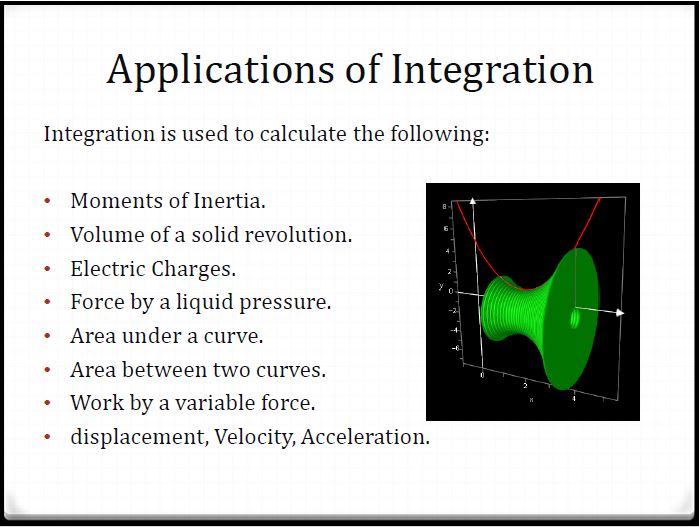 Applications of Integration
Integration is used to calculate the following:
• Moments of Inertia.
• Volume of a solid revolution.
• Electric Charges.
• Force by a liquid pressure.
• Area under a curve.
• Area between two curves.
• Work by a variable force.
• displacement, Velocity, Acceleration.
8
6
4
2
y 0
-2
-4
-6
0
2
4
x